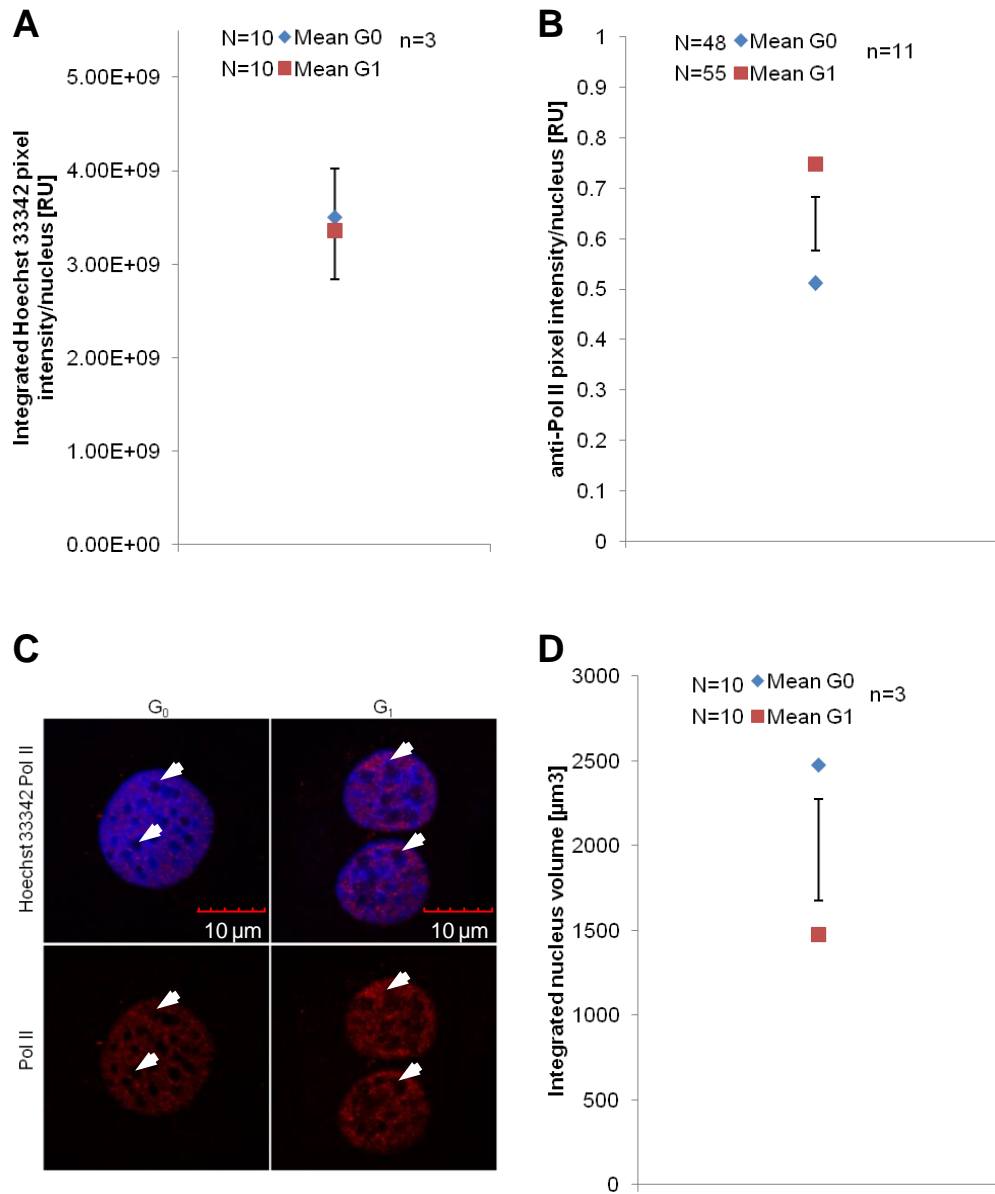 A
N=10 Mean G0 n=3
N=10 Mean G1
5.00E+09
4.00E+09
3.00E+09
2.00E+09
1.00E+09
0.00E+00
Integrated Hoechst 33342 pixel
intensity/nucleus [RU]
B
N=48 Mean G0 n=11
N=55 Mean G1
1
0.9
0.8
0.7
0.6
0.5
0.4
0.3
0.2
0.1
0
anti-Pol II pixel intensity/nucleus [RU]
C
G0 G1
Hoechst 33342 Pol II
10 µm 10 µm
Pol II
D
N=10 Mean G0 n=3
N=10 Mean G1
3000
2500
2000
1500
1000
500
0
Integrated nucleus volume [µm3]